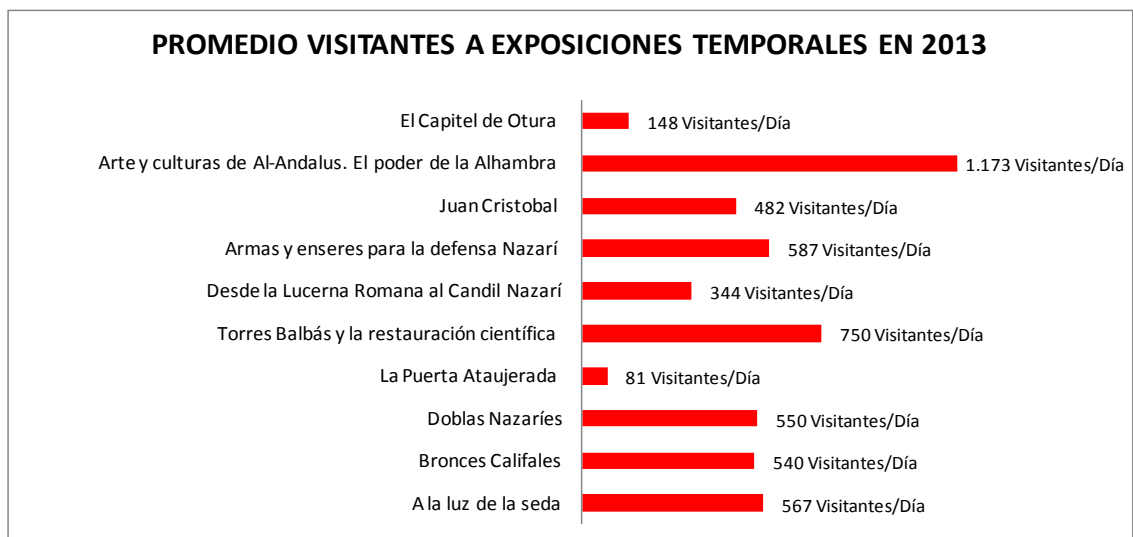 PROMEDIO VISITANTES A EXPOSICIONES TEMPORALES EN 2013
El Capitel de Otura 148 Visitantes/Día
Arte y culturas de Al-Andalus. El poder de la Alhambra 1.173 Visitantes/Día
Juan Cristobal 482 Visitantes/Día
Armas y enseres para la defensa Nazarí 587 Visitantes/Día
Desde la Lucerna Romana al Candil Nazarí 344 Visitantes/Día
Torres Balbás y la restauración científica 750 Visitantes/Día
La Puerta Ataujerada 81 Visitantes/Día
Doblas Nazaríes 550 Visitantes/Día
Bronces Califales 540 Visitantes/Día
A la luz de la seda 567 Visitantes/Día